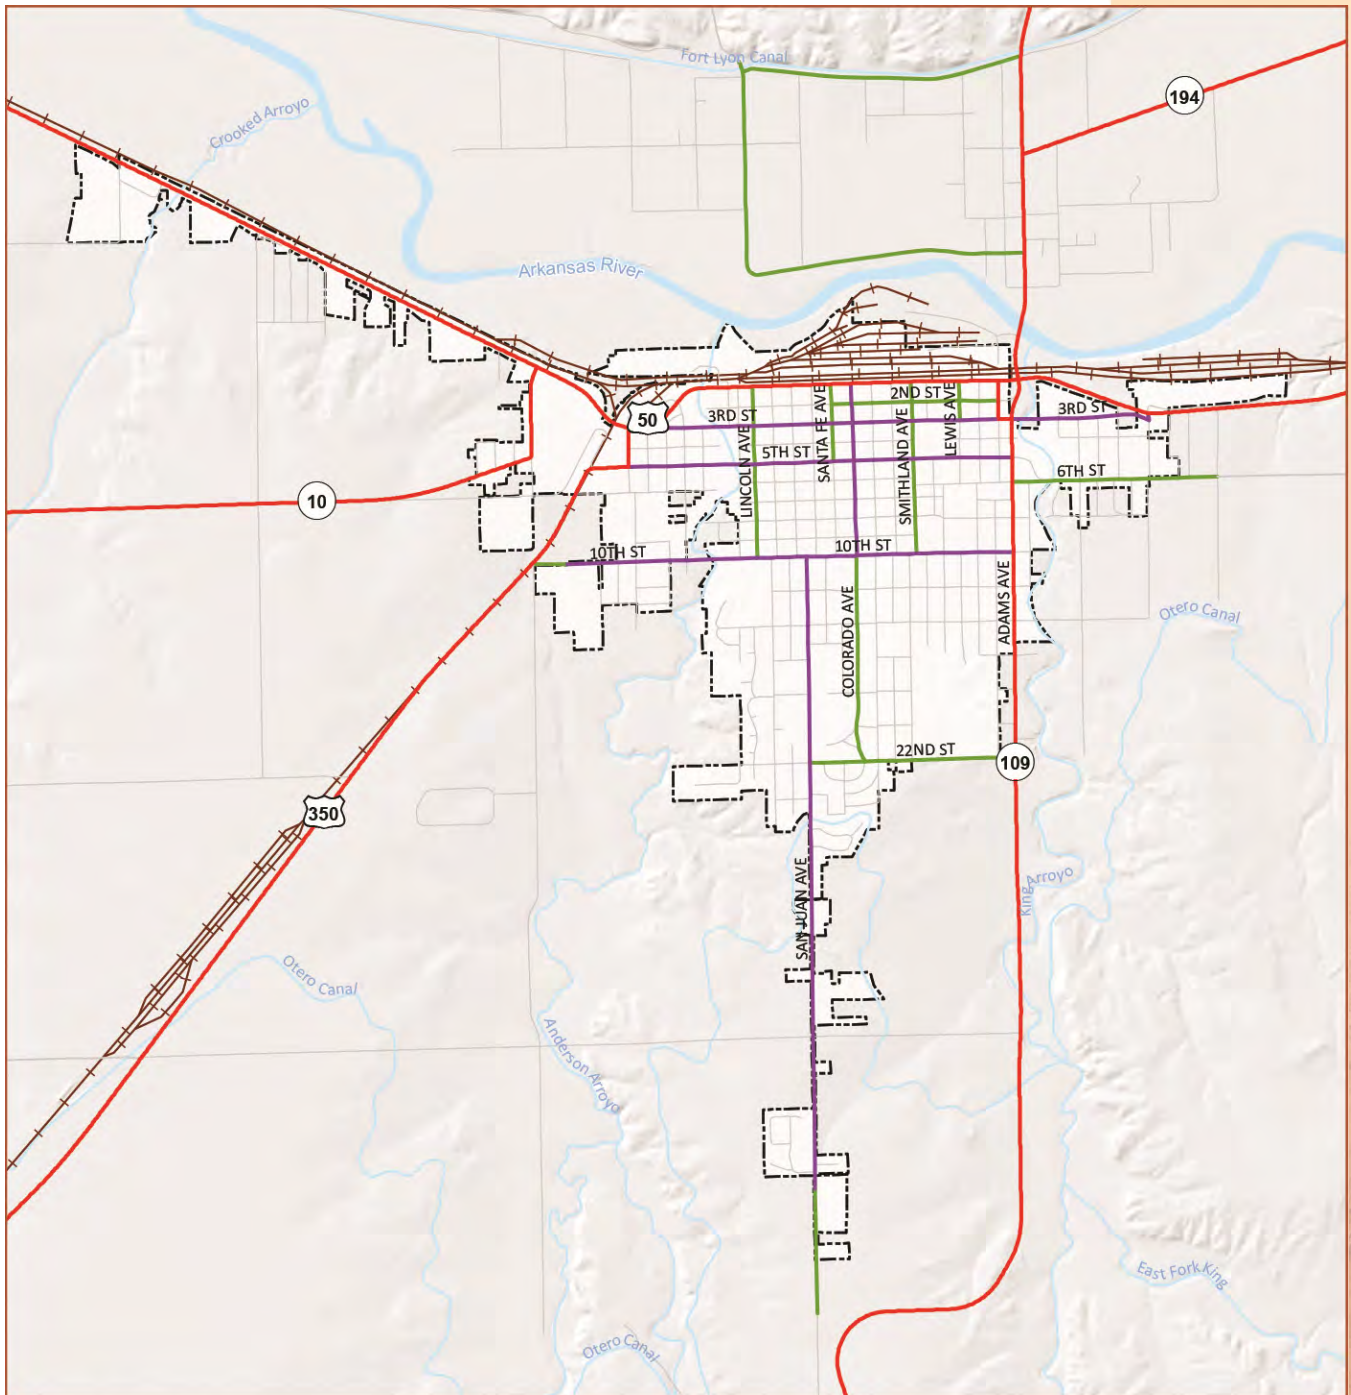 Fort Lyon Canal
194
Crooked Arroyo
Arkansas River
2ND ST
50
3RD ST
3RD ST
LINCOLN AVE
SANTA FE AVE
SMITHLAND AVE
LEWIS AVE
5TH ST
6TH ST
10
10TH ST
10TH ST
COLORADO AVE
ADAMS AVE
Otero Canal
22ND ST
109
350
SAN JUAN AVE
King Arroyo
Otero Canal
Anderson Arroyo
East Fork King
Otero Canal